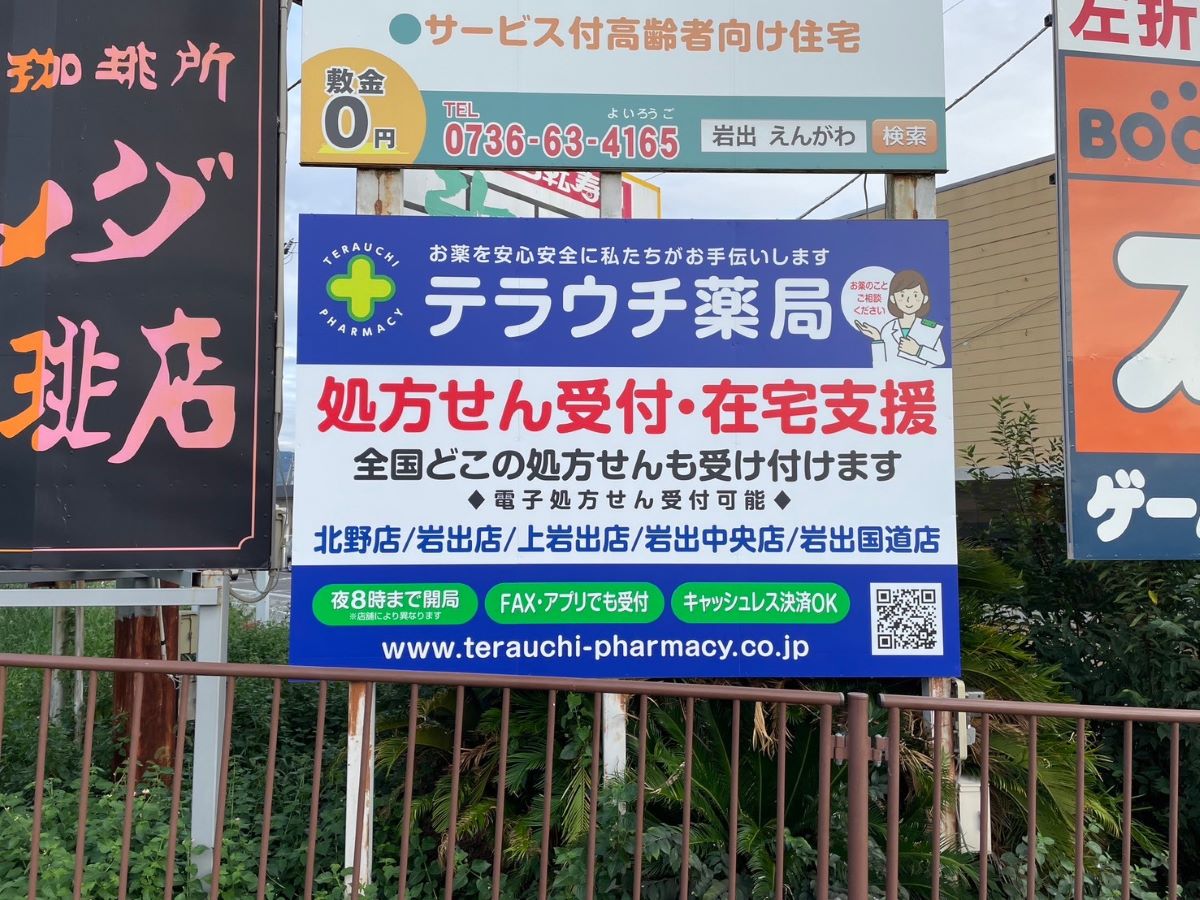 珈琲所
ダ
珈琲店
●サービス付高齢者向け住宅
敷金
0円
TEL
よいろうご
0736-63-4165
岩出 えんがわ
検索
TERAUCHI
PHARMACY
お薬を安心安全に私たちがお手伝いします
テラウチ薬局
お薬のこと
ご相談
ください
処方せん受付・在宅支援
全国どこの処方せんも受け付けます
◆電子処方せん受付可能◆
北野店/岩出店/上岩出店/岩出中央店/岩出国道店
夜8時まで開局
※店舗により異なります
FAX・アプリでも受付
キャッシュレス決済OK
www.terauchi-pharmacy.co.jp
左折
BOO
ス
ゲー